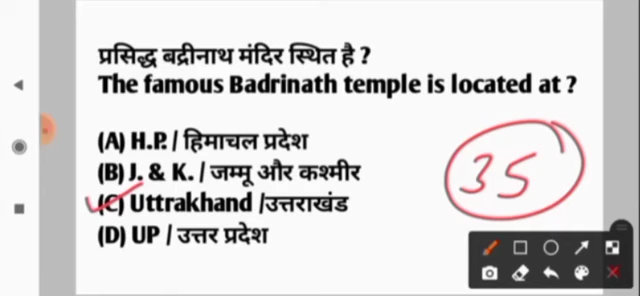 प्रसिद्ध बद्रीनाथ मंदिर स्थित है ?
The famous Badrinath temple is located at ?
(A) H.P. / हिमाचल प्रदेश
(B) J. & K. / जम्मू और कश्मीर
(C) Uttrakhand /उत्तराखंड
(D) UP / उत्तर प्रदेश
35